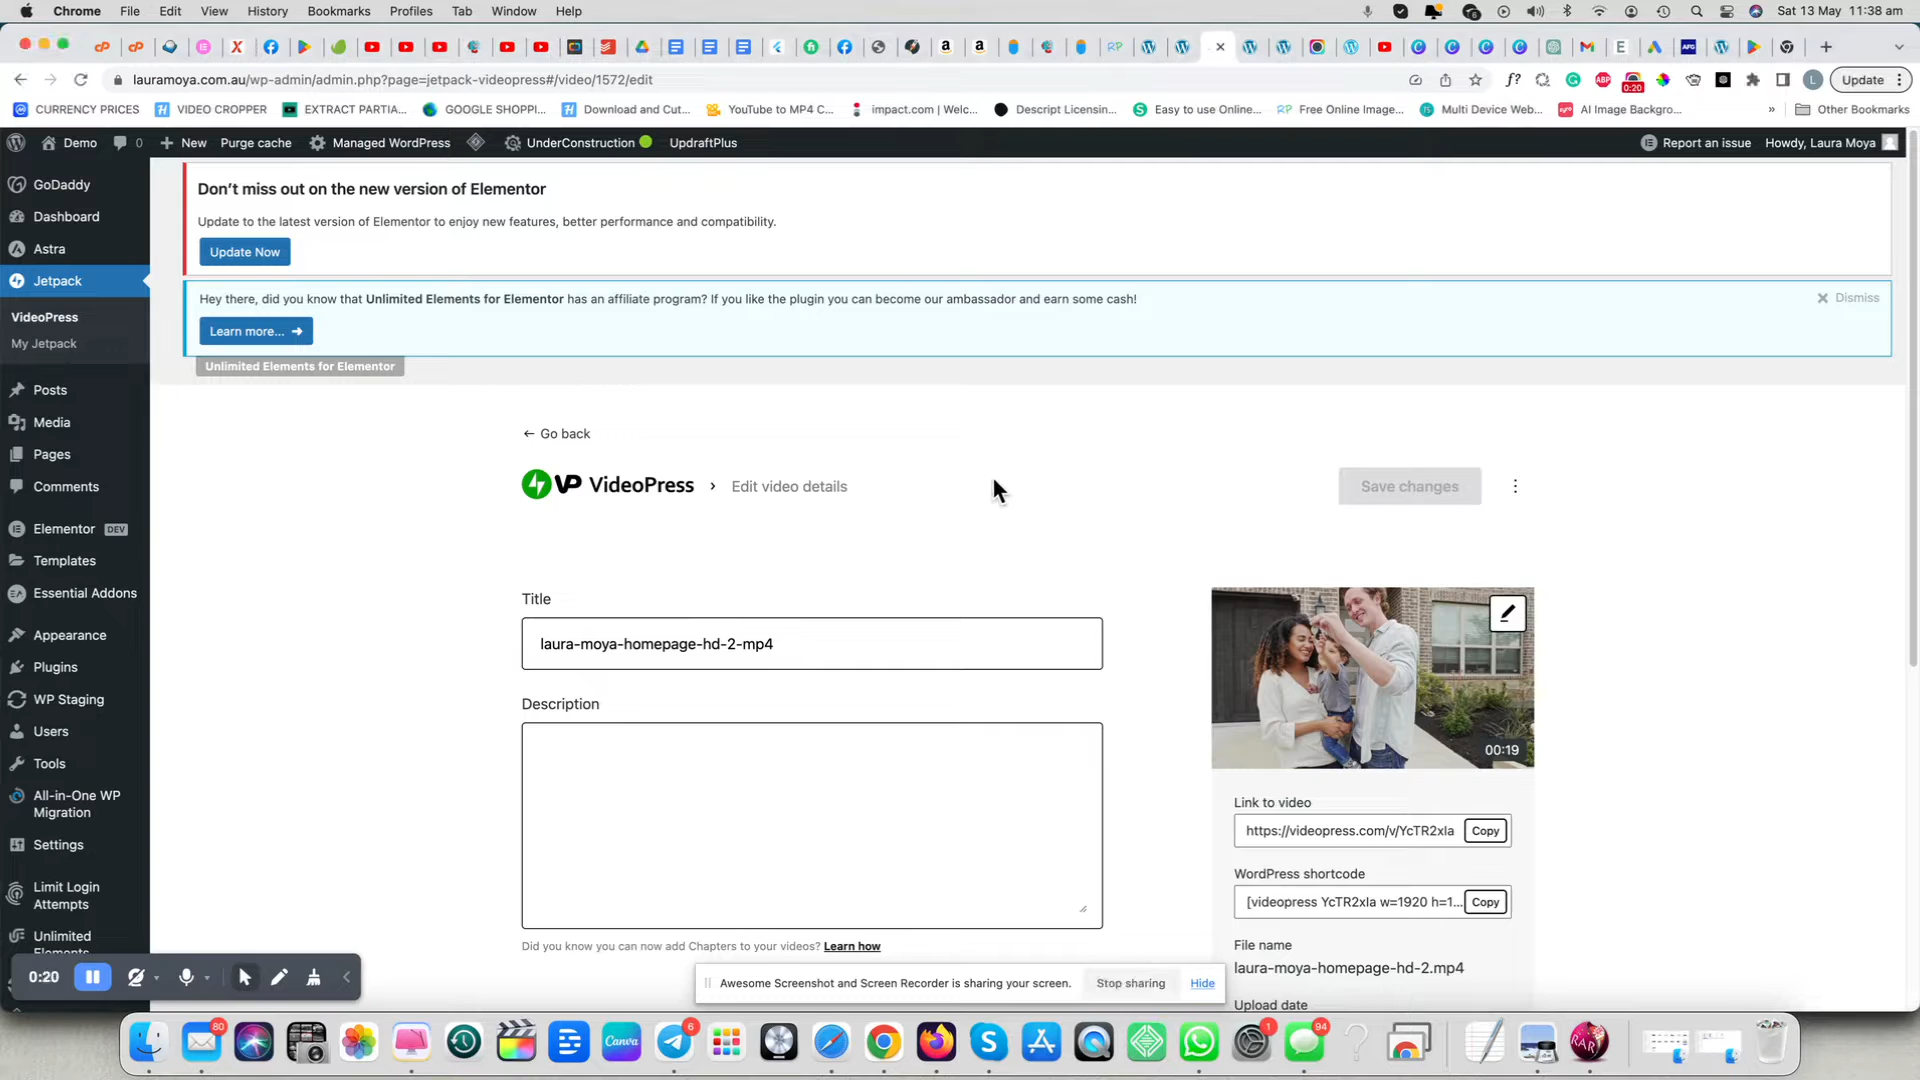 Chrome File Edit View History Bookmarks Profiles Tab Window Help Sat 13 May 11:38 am
lauramoya.com.au/wp-admin/admin.php?page=jetpack-videopress#/video/1572/edit
0:20 L Update
CURRENCY PRICES VIDEO CROPPER EXTRACT PARTIA... GOOGLE SHOPPI... Download and Cut... YouTube to MP4 C... impact.com | Welc... Descript Licensin... Easy to use Online... Free Online Image... Multi Device Web... AI Image Backgro... » Other Bookmarks
Demo 0 New Purge cache Managed WordPress UnderConstruction UpdraftPlus Report an issue Howdy, Laura Moya
GoDaddy
Dashboard
Astra
Jetpack
VideoPress
My Jetpack
Posts
Media
Pages
Comments
Elementor DEV
Templates
Essential Addons
Appearance
Plugins
WP Staging
Users
Tools
All-in-One WP
Migration
Settings
Limit Login
Attempts
Unlimited
Elements
Don't miss out on the new version of Elementor
Update to the latest version of Elementor to enjoy new features, better performance and compatibility.
Update Now
Hey there, did you know that Unlimited Elements for Elementor has an affiliate program? If you like the plugin you can become our ambassador and earn some cash!
Dismiss
Learn more... →
Unlimited Elements for Elementor
← Go back
VP VideoPress › Edit video details
Save changes
Title
laura-moya-homepage-hd-2-mp4
Description
Did you know you can now add Chapters to your videos? Learn how
00:19
Link to video
https://videopress.com/v/YcTR2xla Copy
WordPress shortcode
[videopress YcTR2xla w=1920 h=1... Copy
File name
laura-moya-homepage-hd-2.mp4
Upload date
0:20
Awesome Screenshot and Screen Recorder is sharing your screen. Stop sharing Hide
80 Canva 6 1 94 RAR